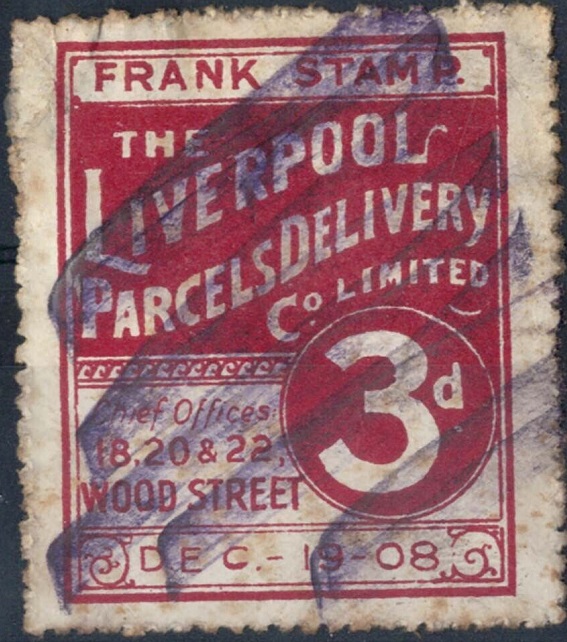 FRANK STAMP.
THE
LIVERPOOL
PARCELS DELIVERY
Co LIMITED
3d
Chief Offices:
18, 20 & 22,
WOOD STREET
DEC.-19-08